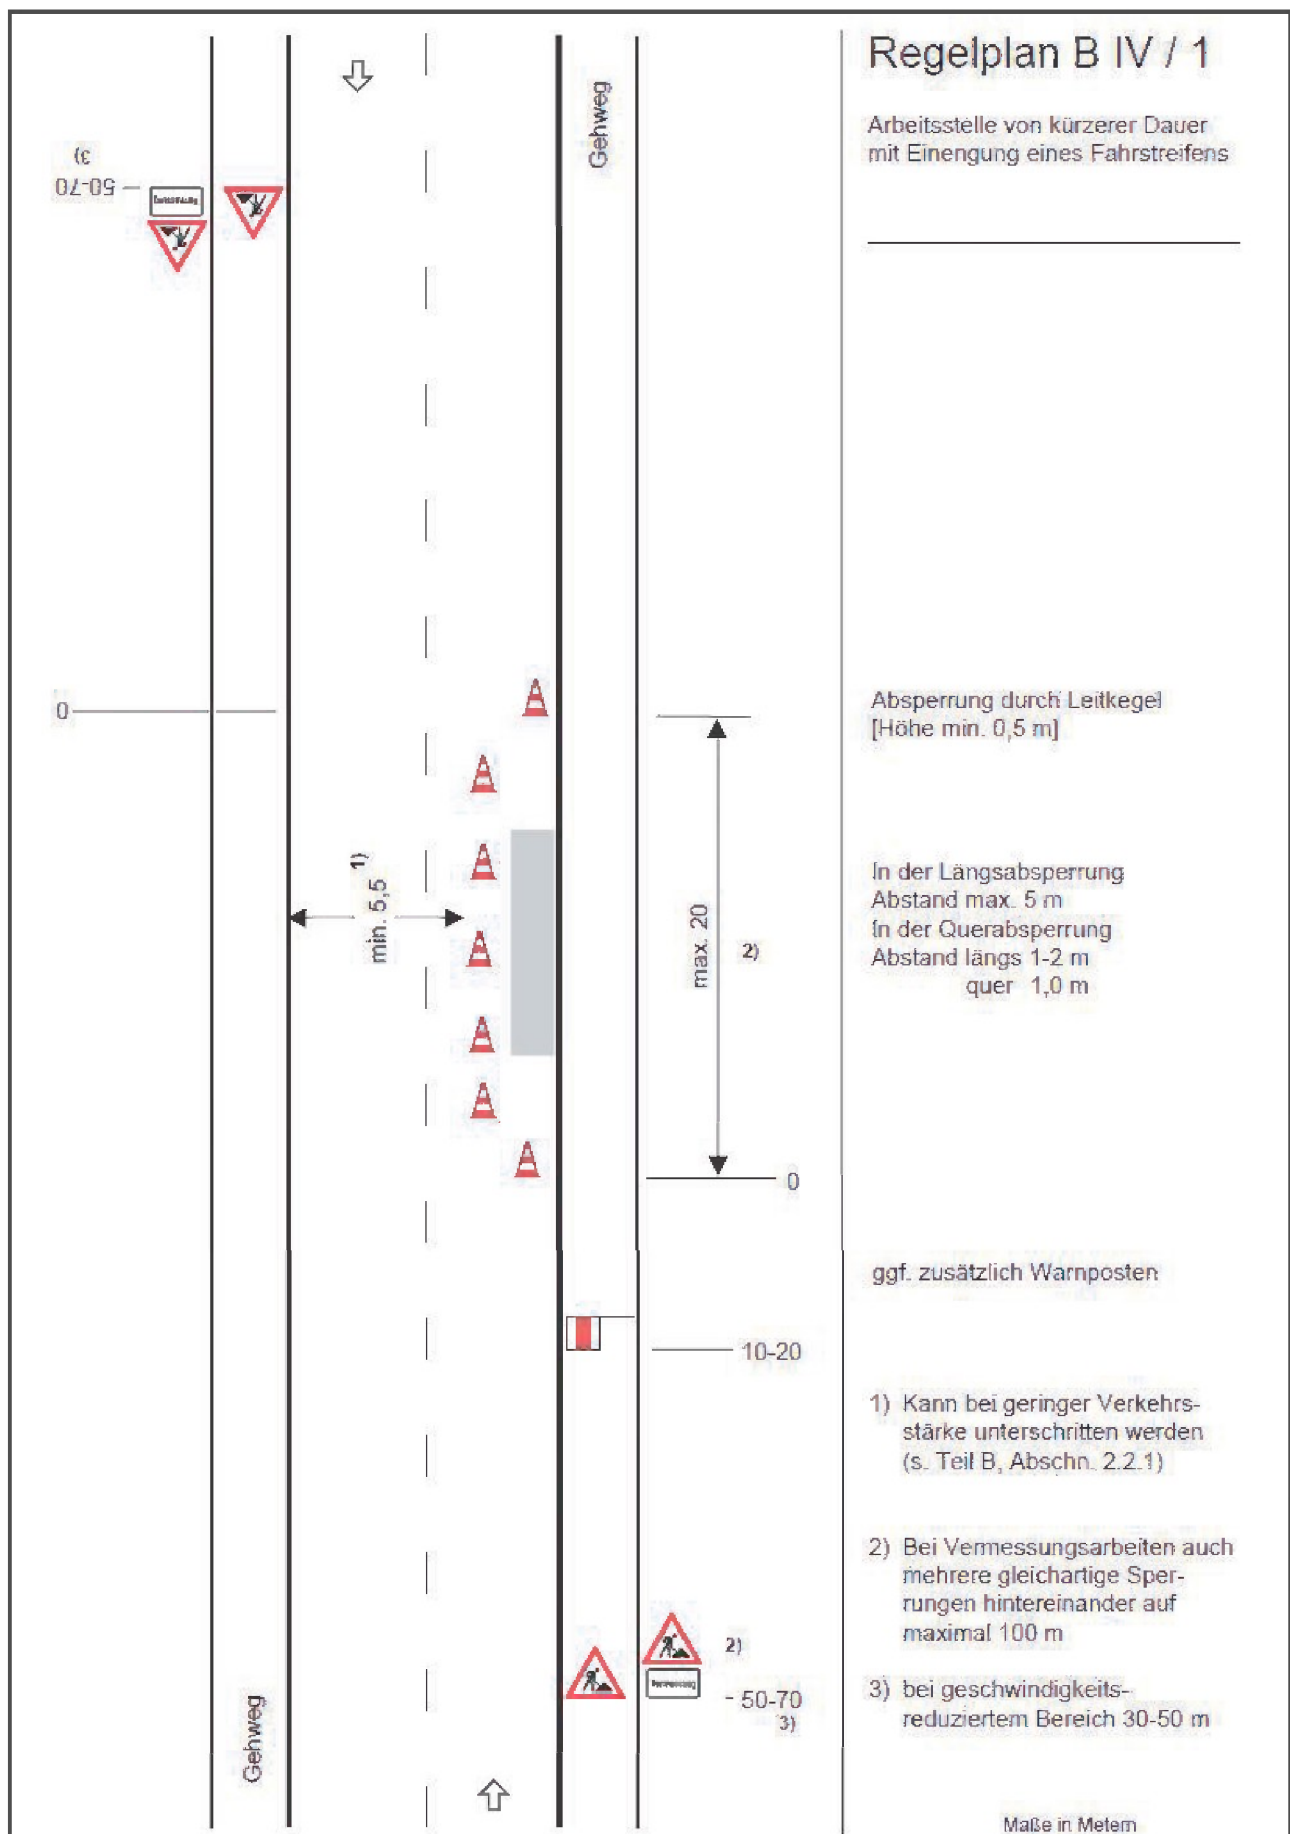 Regelplan B IV / 1
Arbeitsstelle von kürzerer Dauer
mit Einengung eines Fahrstreifens
Gehweg
3)
50-70
0
Absperrung durch Leitkegel
[Höhe min. 0,5 m]
min. 5,5 1)
max. 20
2)
In der Längsabsperrung
Abstand max. 5 m
In der Querabsperrung
Abstand längs 1-2 m
quer 1,0 m
0
ggf. zusätzlich Warnposten
10-20
1) Kann bei geringer Verkehrs-
stärke unterschritten werden
(s. Teil B, Abschn. 2.2.1)
2) Bei Vermessungsarbeiten auch
mehrere gleichartige Sper-
rungen hintereinander auf
maximal 100 m
2)
50-70
3)
3) bei geschwindigkeits-
reduziertem Bereich 30-50 m
Gehweg
Maße in Metern